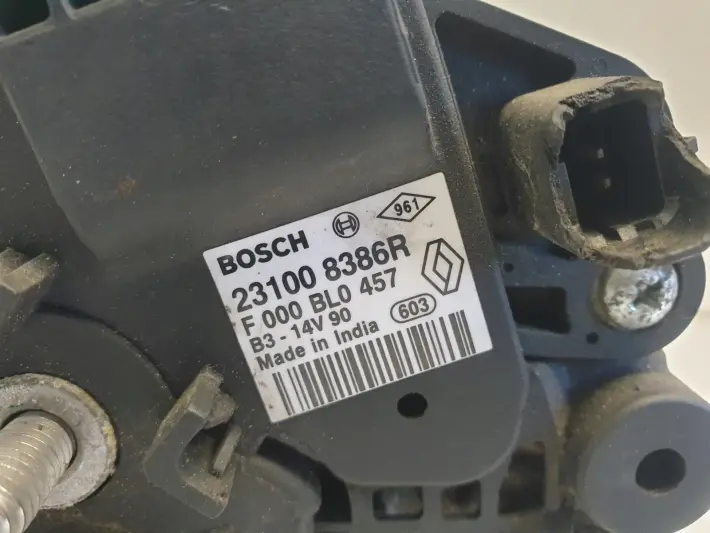 BOSCH
961
23100 8386R
F 000 BL0 457
B3 - 14V 90
603
Made in India